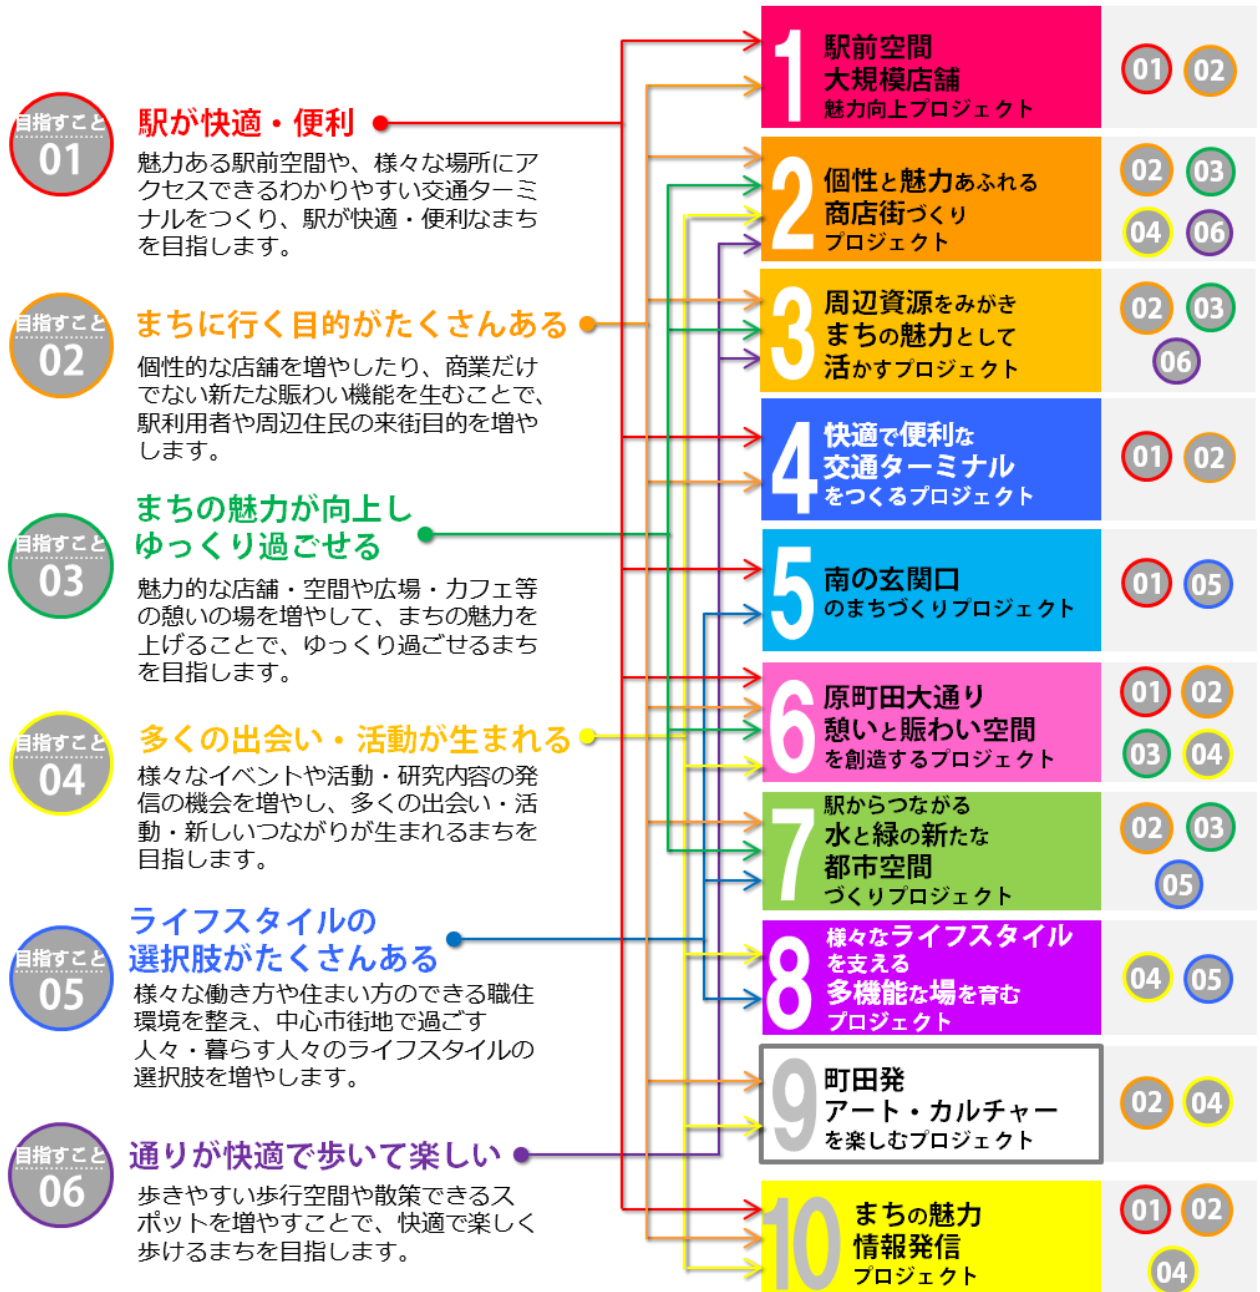 目指すこと
01
駅が快適・便利
魅力ある駅前空間や、様々な場所にア
クセスできるわかりやすい交通ターミ
ナルをつくり、駅が快適・便利なまち
を目指します。
目指すこと
02
まちに行く目的がたくさんある
個性的な店舗を増やしたり、商業だけ
でない新たな賑わい機能を生むことで、
駅利用者や周辺住民の来街目的を増や
します。
目指すこと
03
まちの魅力が向上し
ゆっくり過ごせる
魅力的な店舗・空間や広場・カフェ等
の憩いの場を増やして、まちの魅力を
上げることで、ゆっくり過ごせるまち
を目指します。
目指すこと
04
多くの出会い・活動が生まれる
様々なイベントや活動・研究内容の発
信の機会を増やし、多くの出会い・活
動・新しいつながりが生まれるまちを
目指します。
目指すこと
05
ライフスタイルの
選択肢がたくさんある
様々な働き方や住まい方のできる職住
環境を整え、中心市街地で過ごす
人々・暮らす人々のライフスタイルの
選択肢を増やします。
目指すこと
06
通りが快適で歩いて楽しい
歩きやすい歩行空間や散策できるス
ポットを増やすことで、快適で楽しく
歩けるまちを目指します。
1
駅前空間
大規模店舗
魅力向上プロジェクト
01 02
2
個性と魅力あふれる
商店街づくり
プロジェクト
02 03
04 06
3
周辺資源をみがき
まちの魅力として
活かすプロジェクト
02 03
06
4
快適で便利な
交通ターミナル
をつくるプロジェクト
01 02
5
南の玄関口
のまちづくりプロジェクト
01 05
6
原町田大通り
憩いと賑わい空間
を創造するプロジェクト
01 02
03 04
7
駅からつながる
水と緑の新たな
都市空間
づくりプロジェクト
02 03
05
8
様々なライフスタイル
を支える
多機能な場を育む
プロジェクト
04 05
9
町田発
アート・カルチャー
を楽しむプロジェクト
02 04
10
まちの魅力
情報発信
プロジェクト
01 02
04